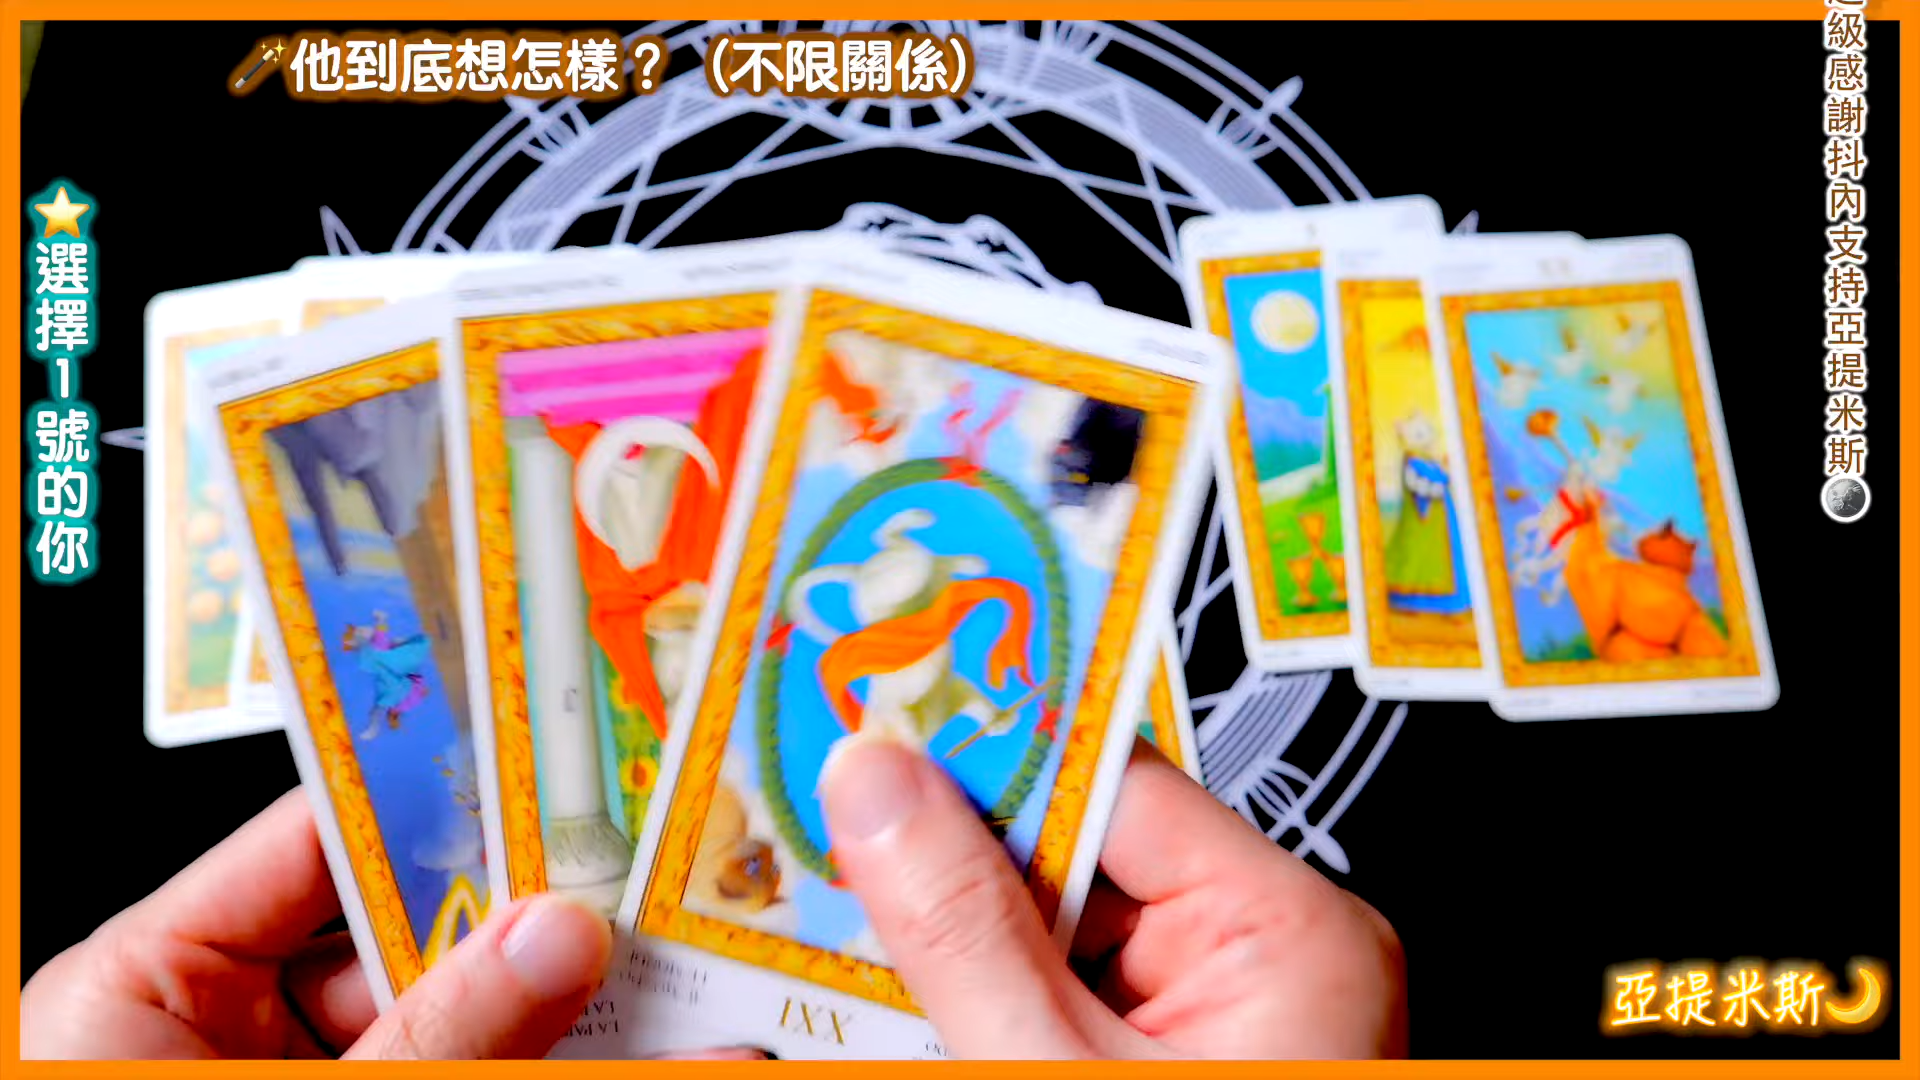 🪄他到底想怎樣？（不限關係）
⭐選擇1號的你
級感謝抖內支持亞提米斯🌑
XXI
亞提米斯🌙